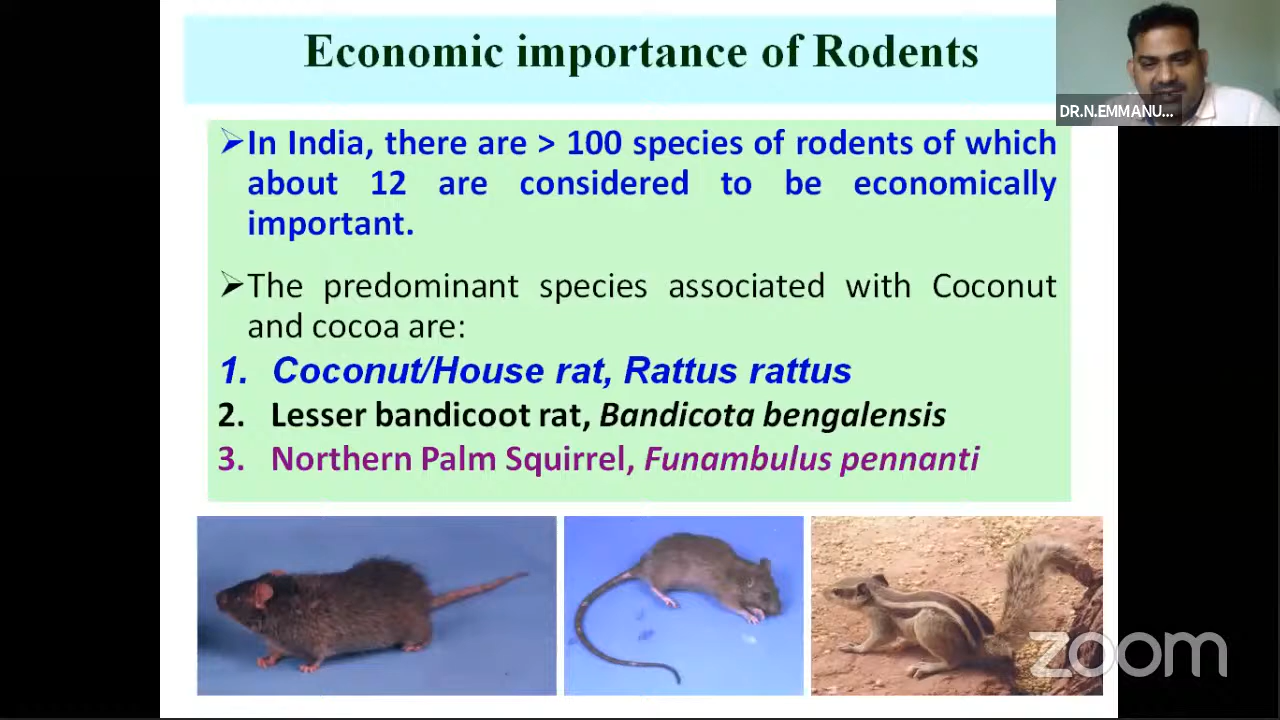 Economic importance of Rodents
DR.N.EMMANU...
➢In India, there are > 100 species of rodents of which
about 12 are considered to be economically
important.
➢The predominant species associated with Coconut
and cocoa are:
1. Coconut/House rat, Rattus rattus
2. Lesser bandicoot rat, Bandicota bengalensis
3. Northern Palm Squirrel, Funambulus pennanti
zoom